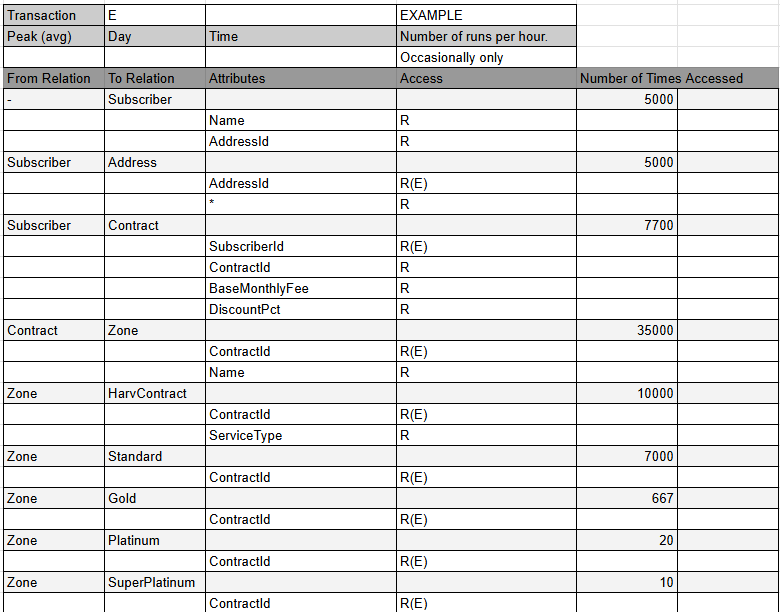 Transaction E EXAMPLE
Peak (avg) Day Time Number of runs per hour.
Occasionally only
From Relation To Relation Attributes Access Number of Times Accessed
- Subscriber 5000
Name R
AddressId R
Subscriber Address 5000
AddressId R(E)
* R
Subscriber Contract 7700
SubscriberId R(E)
ContractId R
BaseMonthlyFee R
DiscountPct R
Contract Zone 35000
ContractId R(E)
Name R
Zone HarvContract 10000
ContractId R(E)
ServiceType R
Zone Standard 7000
ContractId R(E)
Zone Gold 667
ContractId R(E)
Zone Platinum 20
ContractId R(E)
Zone SuperPlatinum 10
ContractId R(E)